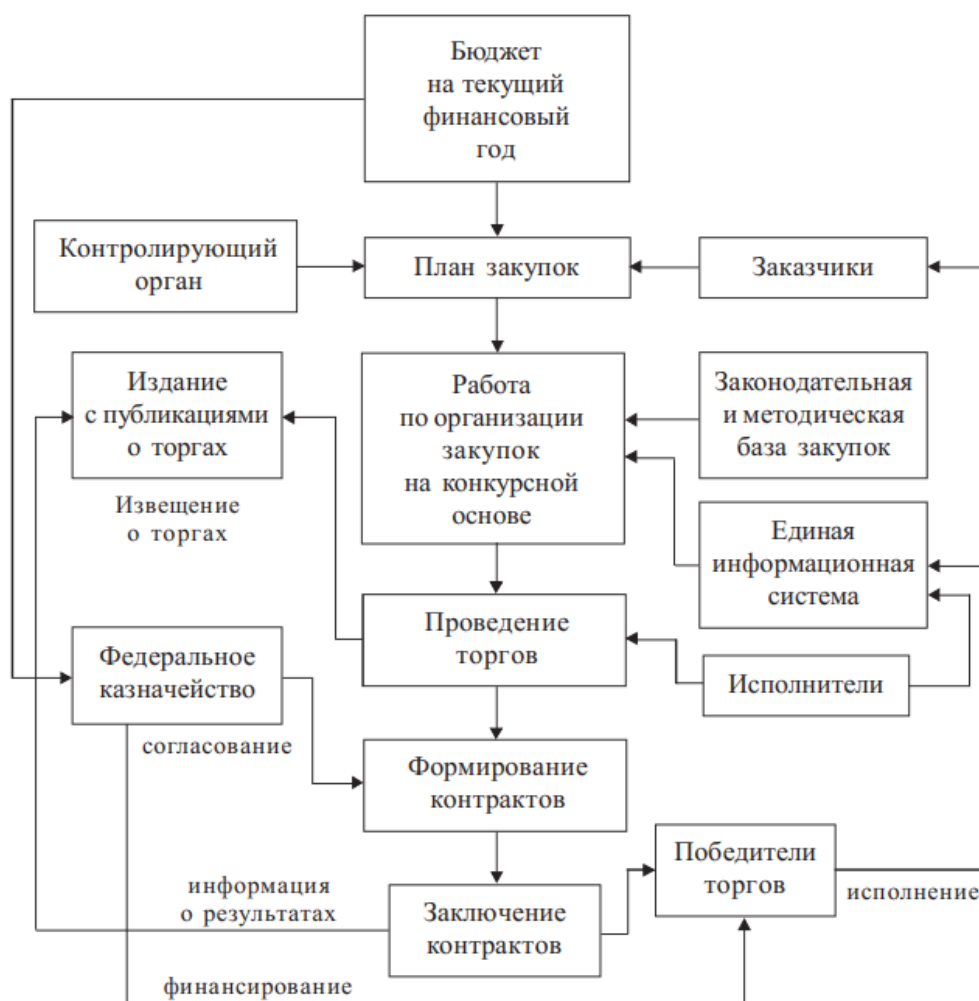 Бюджет
на текущий
финансовый
год
Контролирующий
орган
План закупок
Заказчики
Издание
с публикациями
о торгах
Работа
по организации
закупок
на конкурсной
основе
Законодательная
и методическая
база закупок
Извещение
о торгах
Единая
информационная
система
Проведение
торгов
Федеральное
казначейство
Исполнители
согласование
Формирование
контрактов
Победители
торгов
исполнение
информация
о результатах
Заключение
контрактов
финансирование